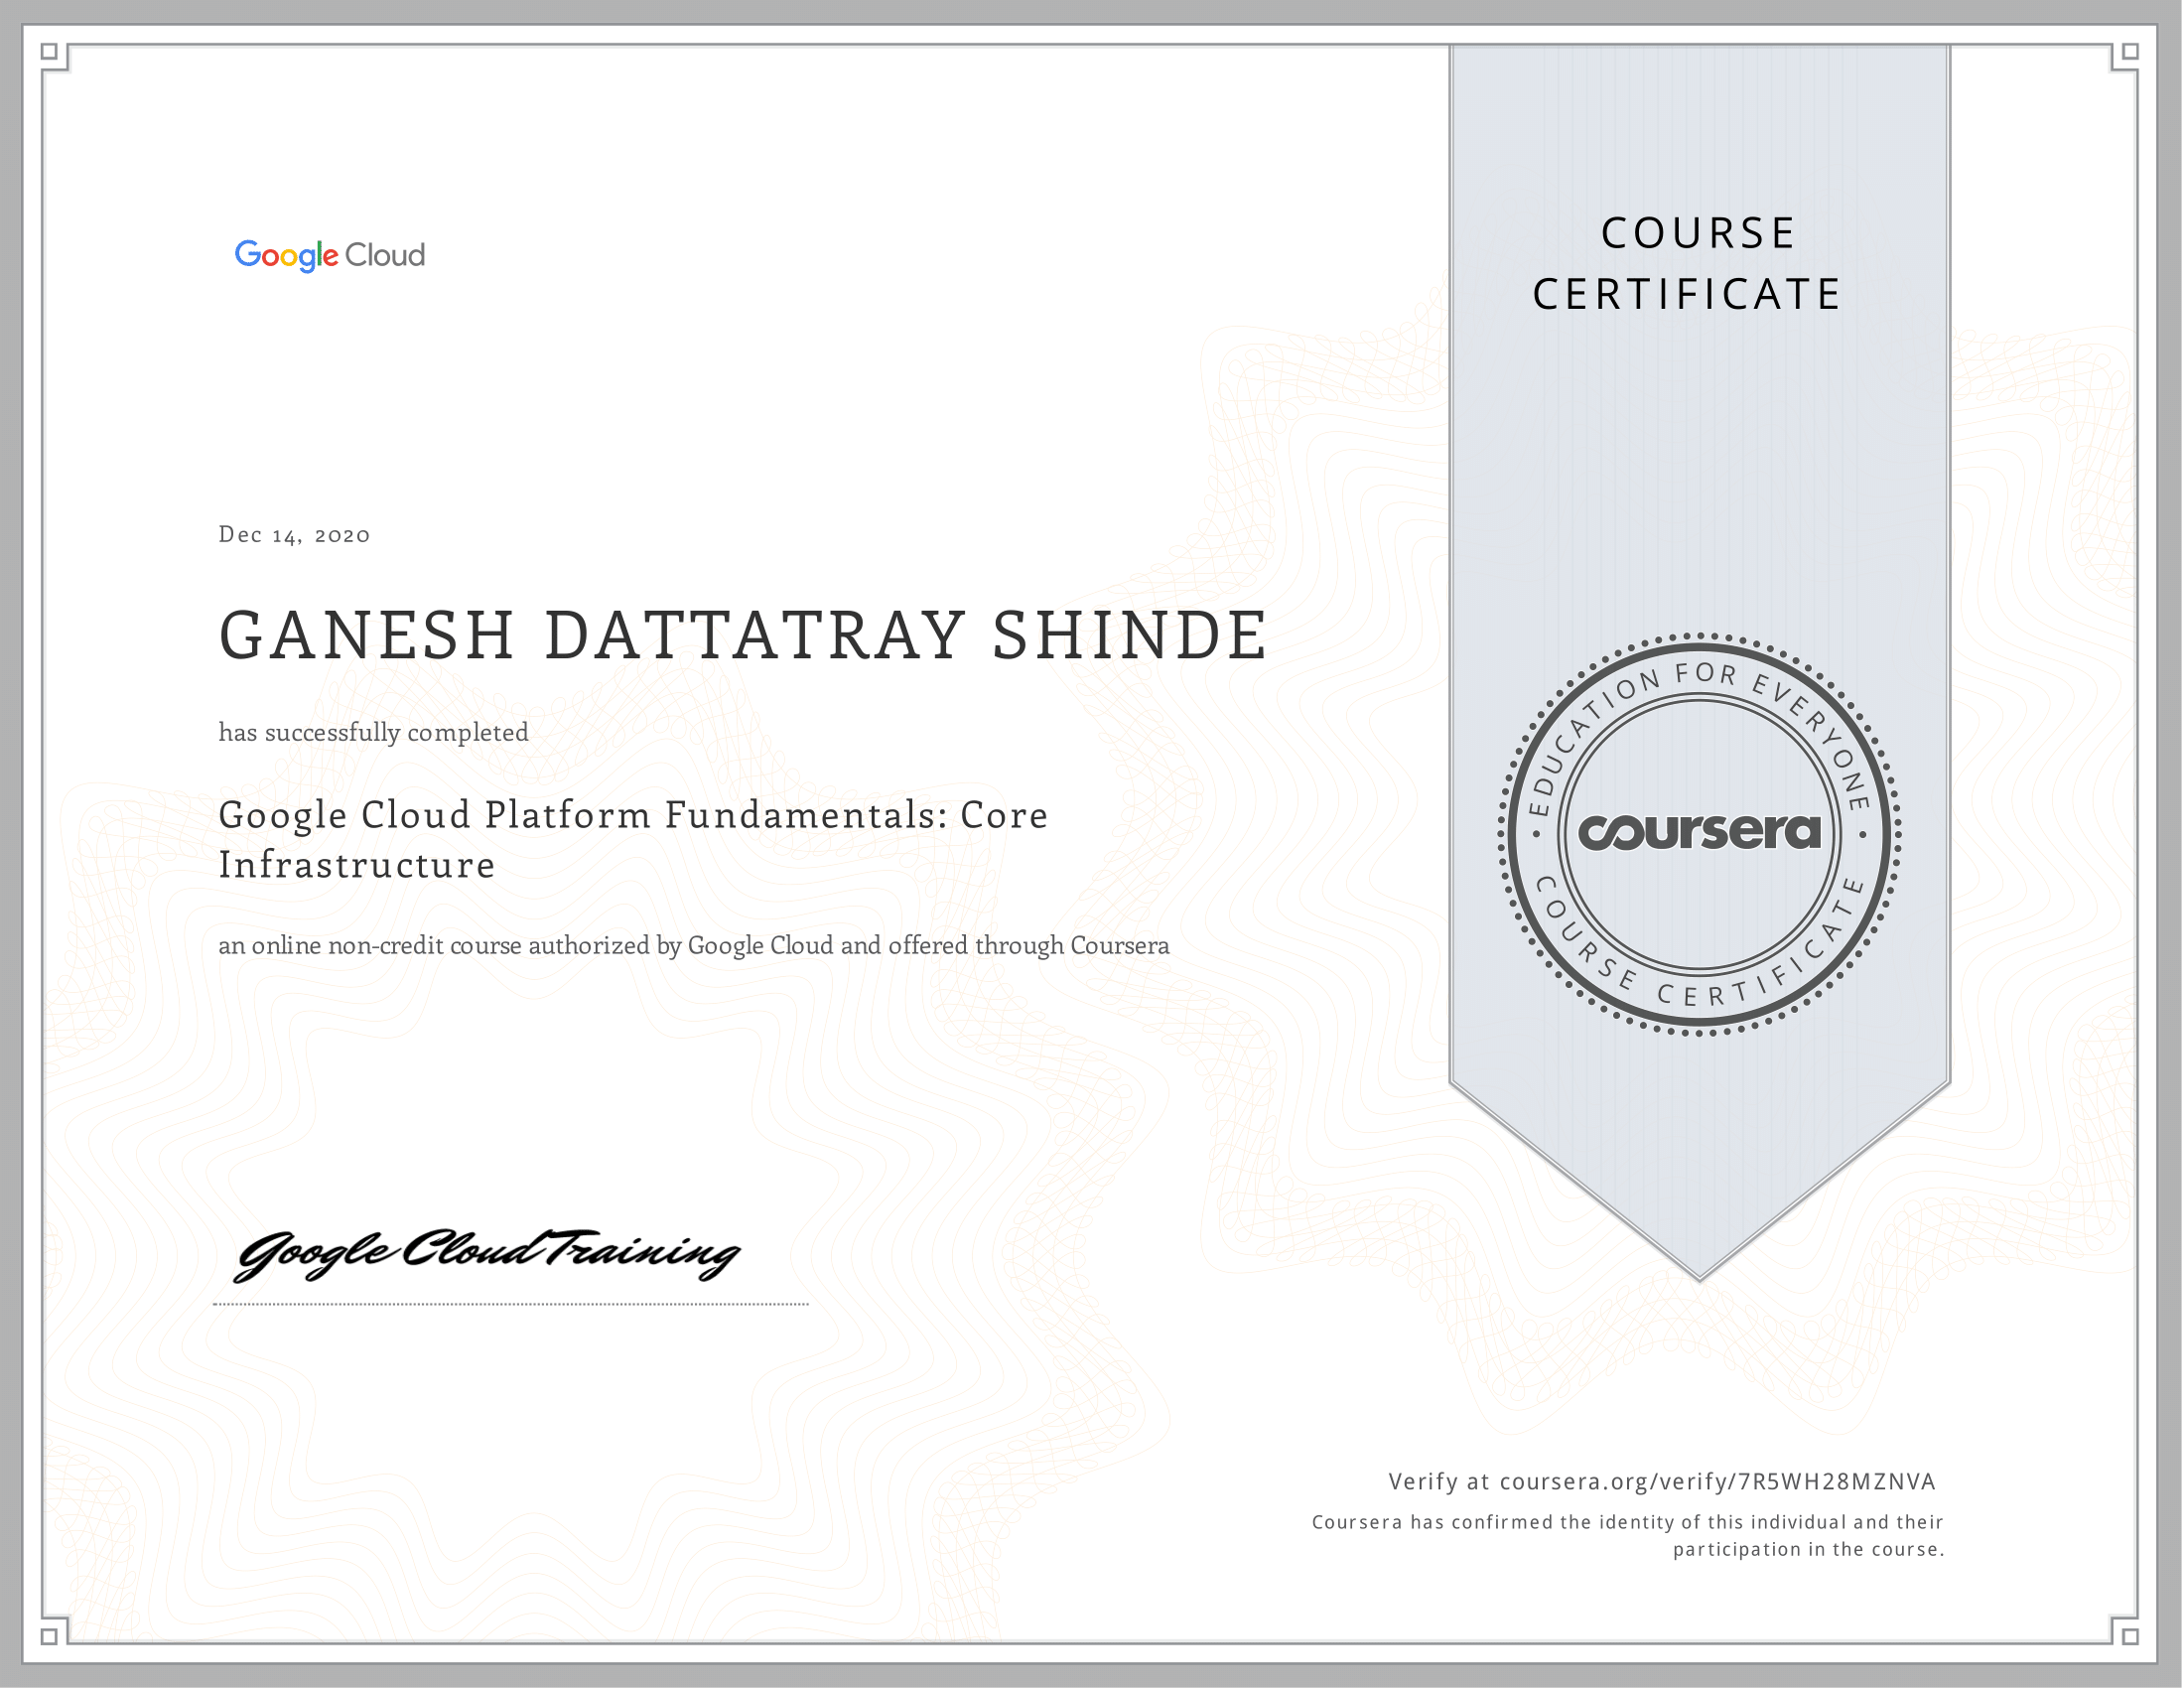 Google Cloud
COURSE
CERTIFICATE
Dec 14, 2020
GANESH DATTATRAY SHINDE
has successfully completed
Google Cloud Platform Fundamentals: Core
Infrastructure
an online non-credit course authorized by Google Cloud and offered through Coursera
EDUCATION FOR EVERYONE
coursera
COURSE CERTIFICATE
Google Cloud Training
Verify at coursera.org/verify/7R5WH28MZNVA
Coursera has confirmed the identity of this individual and their
participation in the course.